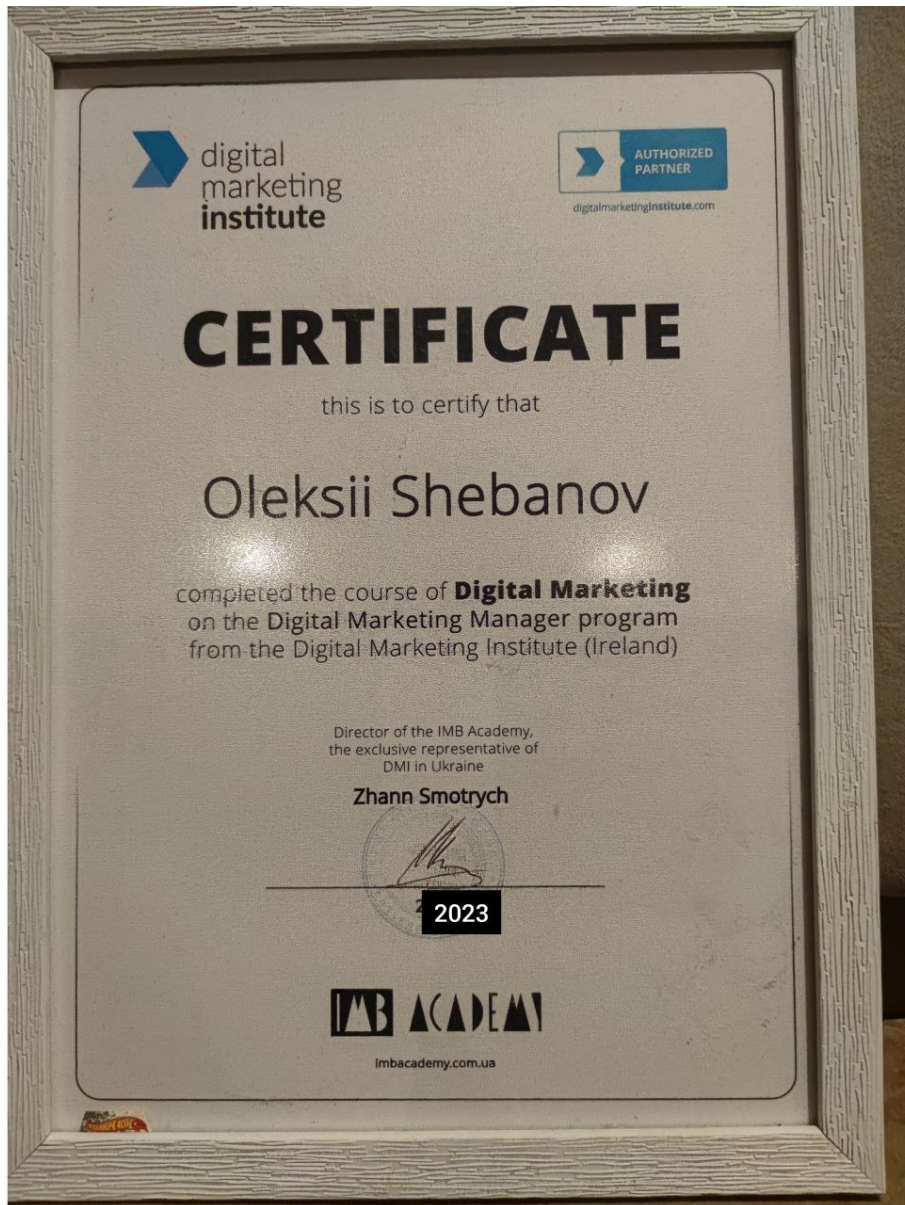 digital
marketing
institute
AUTHORIZED
PARTNER
digitalmarketinginstitute.com
CERTIFICATE
this is to certify that
Oleksii Shebanov
completed the course of Digital Marketing
on the Digital Marketing Manager program
from the Digital Marketing Institute (Ireland)
Director of the IMB Academy,
the exclusive representative of
DMI in Ukraine
Zhann Smotrych
2023
IMB ACADEMY
imbacademy.com.ua